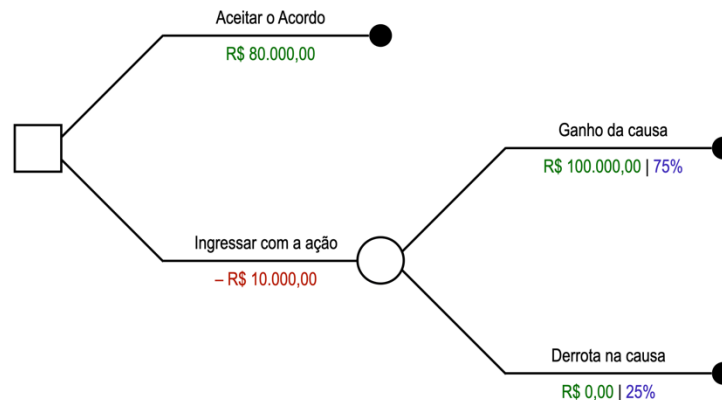 Aceitar o Acordo
R$ 80.000,00
Ganho da causa
R$ 100.000,00 | 75%
Ingressar com a ação
– R$ 10.000,00
Derrota na causa
R$ 0,00 | 25%